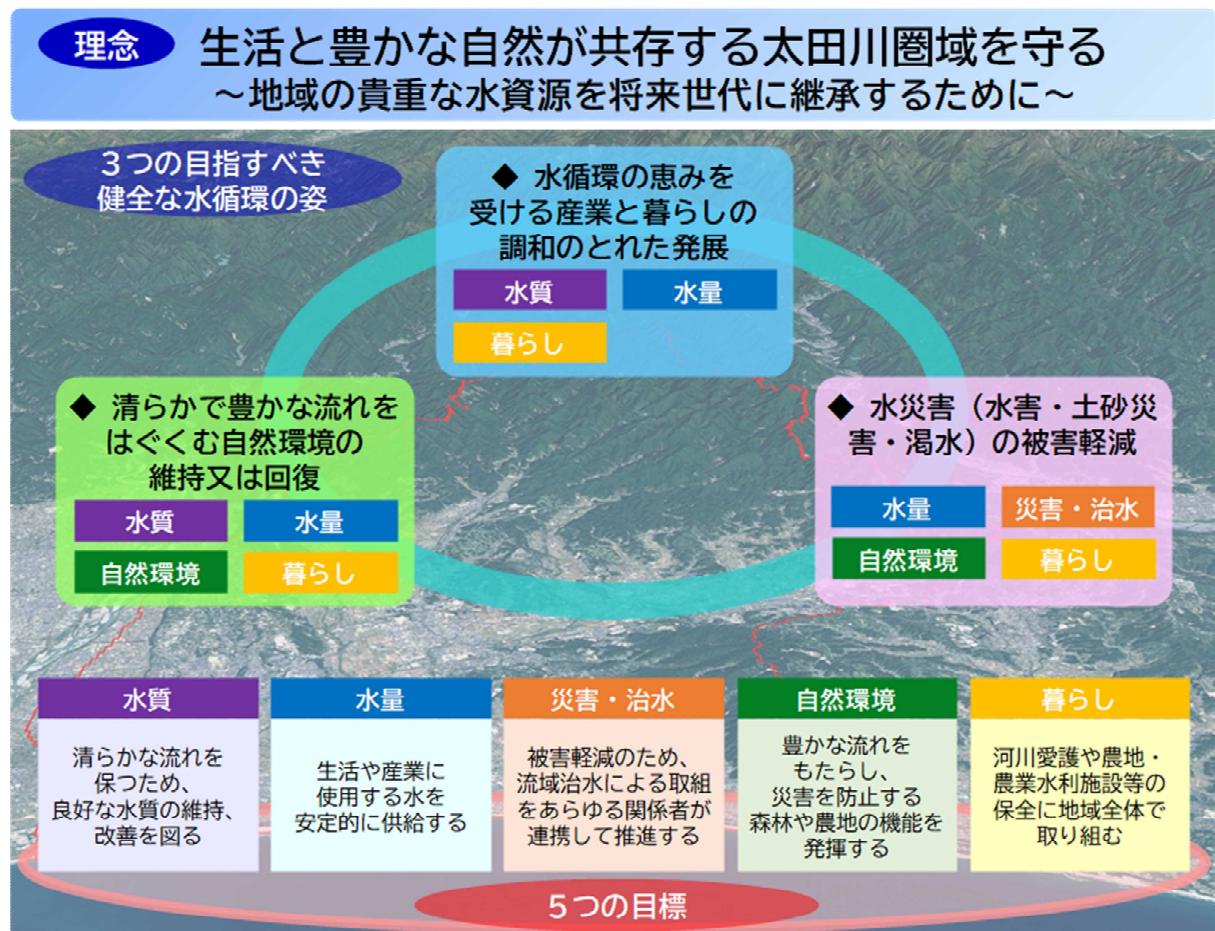 理念
生活と豊かな自然が共存する太田川圏域を守る
～地域の貴重な水資源を将来世代に継承するために～
３つの目指すべき
健全な水循環の姿
◆ 水循環の恵みを
受ける産業と暮らしの
調和のとれた発展
水質 水量
暮らし
◆ 清らかで豊かな流れを
はぐくむ自然環境の
維持又は回復
水質 水量
自然環境 暮らし
◆ 水災害（水害・土砂災
害・渇水）の被害軽減
水量 災害・治水
自然環境 暮らし
水質
清らかな流れを
保つため、
良好な水質の維持、
改善を図る
水量
生活や産業に
使用する水を
安定的に供給する
災害・治水
被害軽減のため、
流域治水による取組
をあらゆる関係者が
連携して推進する
自然環境
豊かな流れを
もたらし、
災害を防止する
森林や農地の機能を
発揮する
暮らし
河川愛護や農地・
農業水利施設等の
保全に地域全体で
取り組む
５つの目標